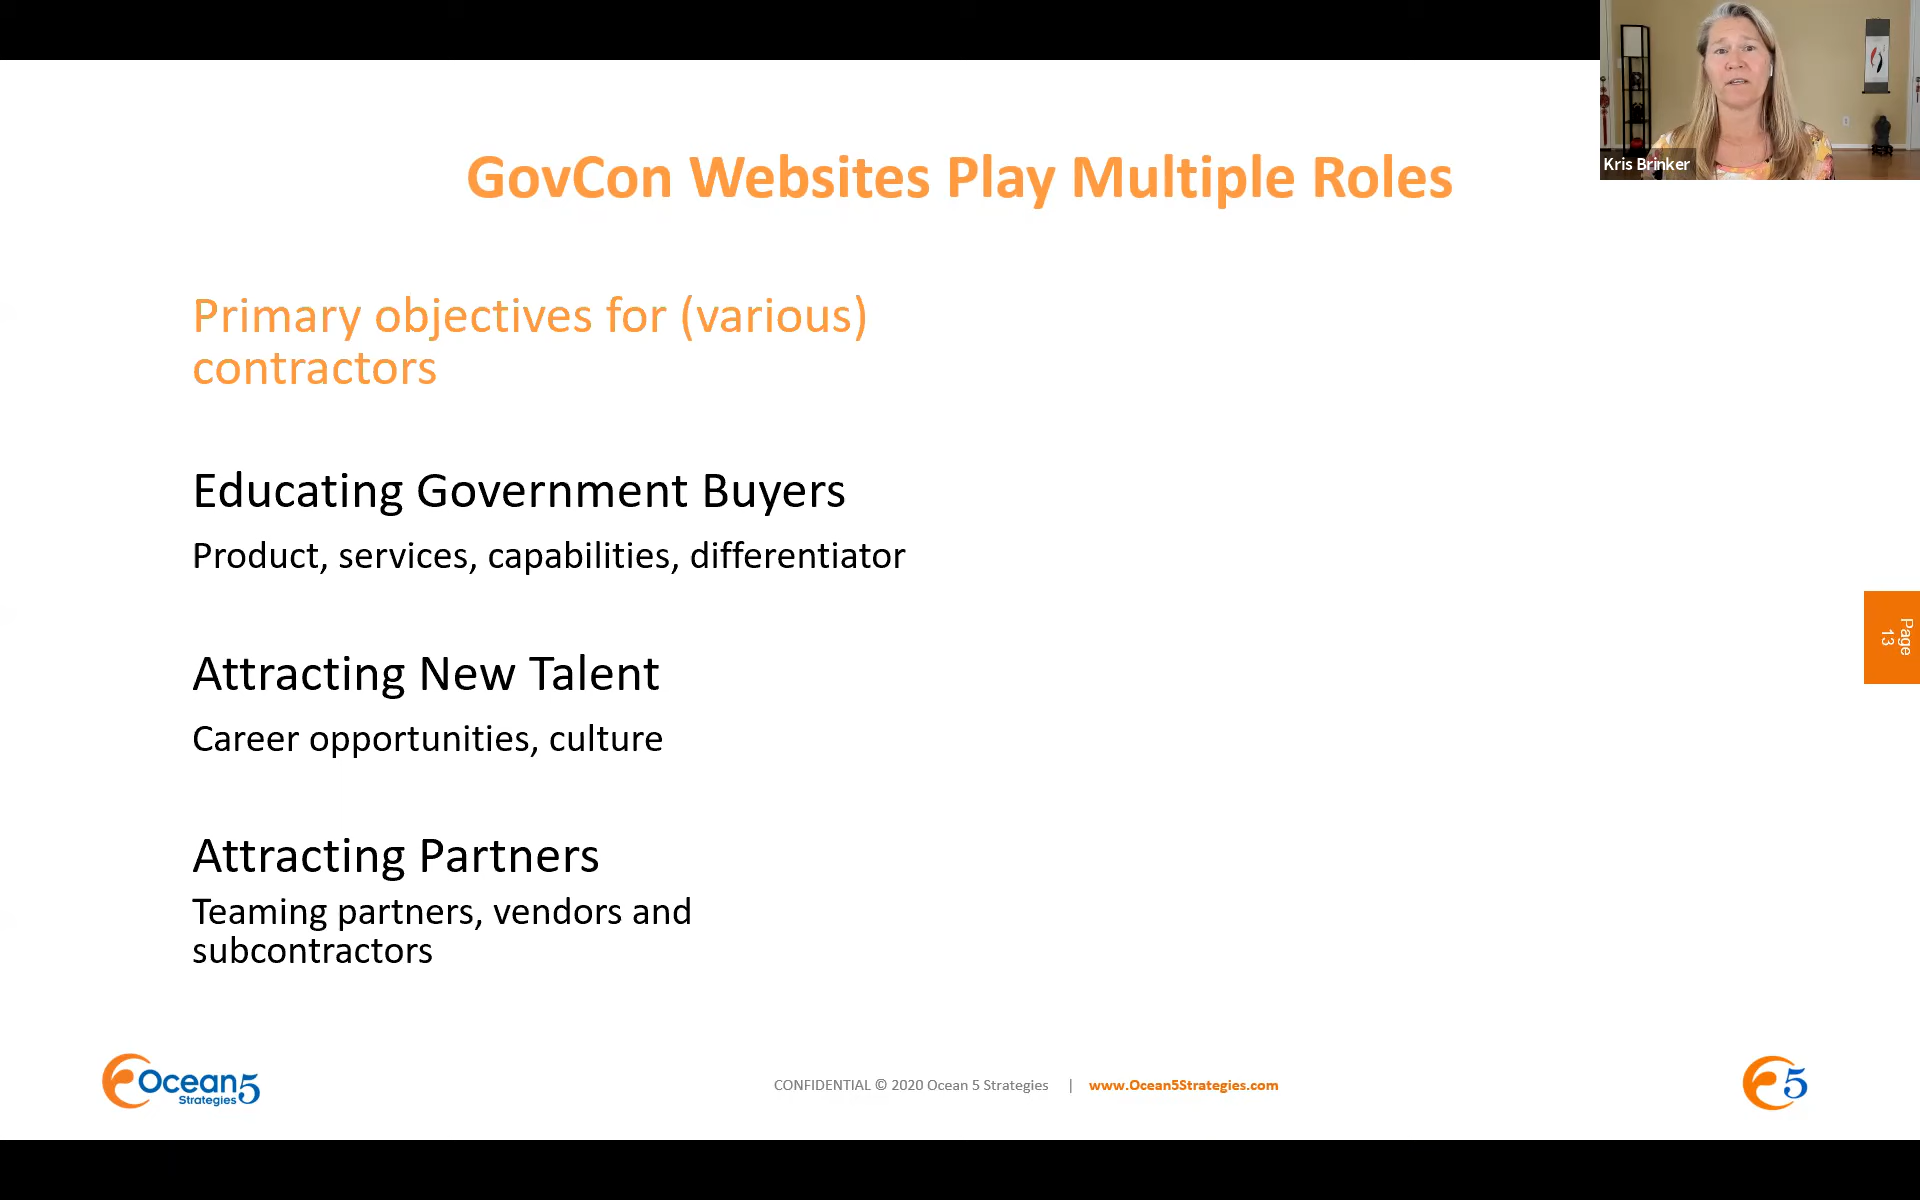 Kris Brinker
GovCon Websites Play Multiple Roles
Primary objectives for (various)
contractors
Educating Government Buyers
Product, services, capabilities, differentiator
Attracting New Talent
Career opportunities, culture
Attracting Partners
Teaming partners, vendors and
subcontractors
Page
13
Ocean5
Strategies
CONFIDENTIAL © 2020 Ocean 5 Strategies | www.Ocean5Strategies.com
5